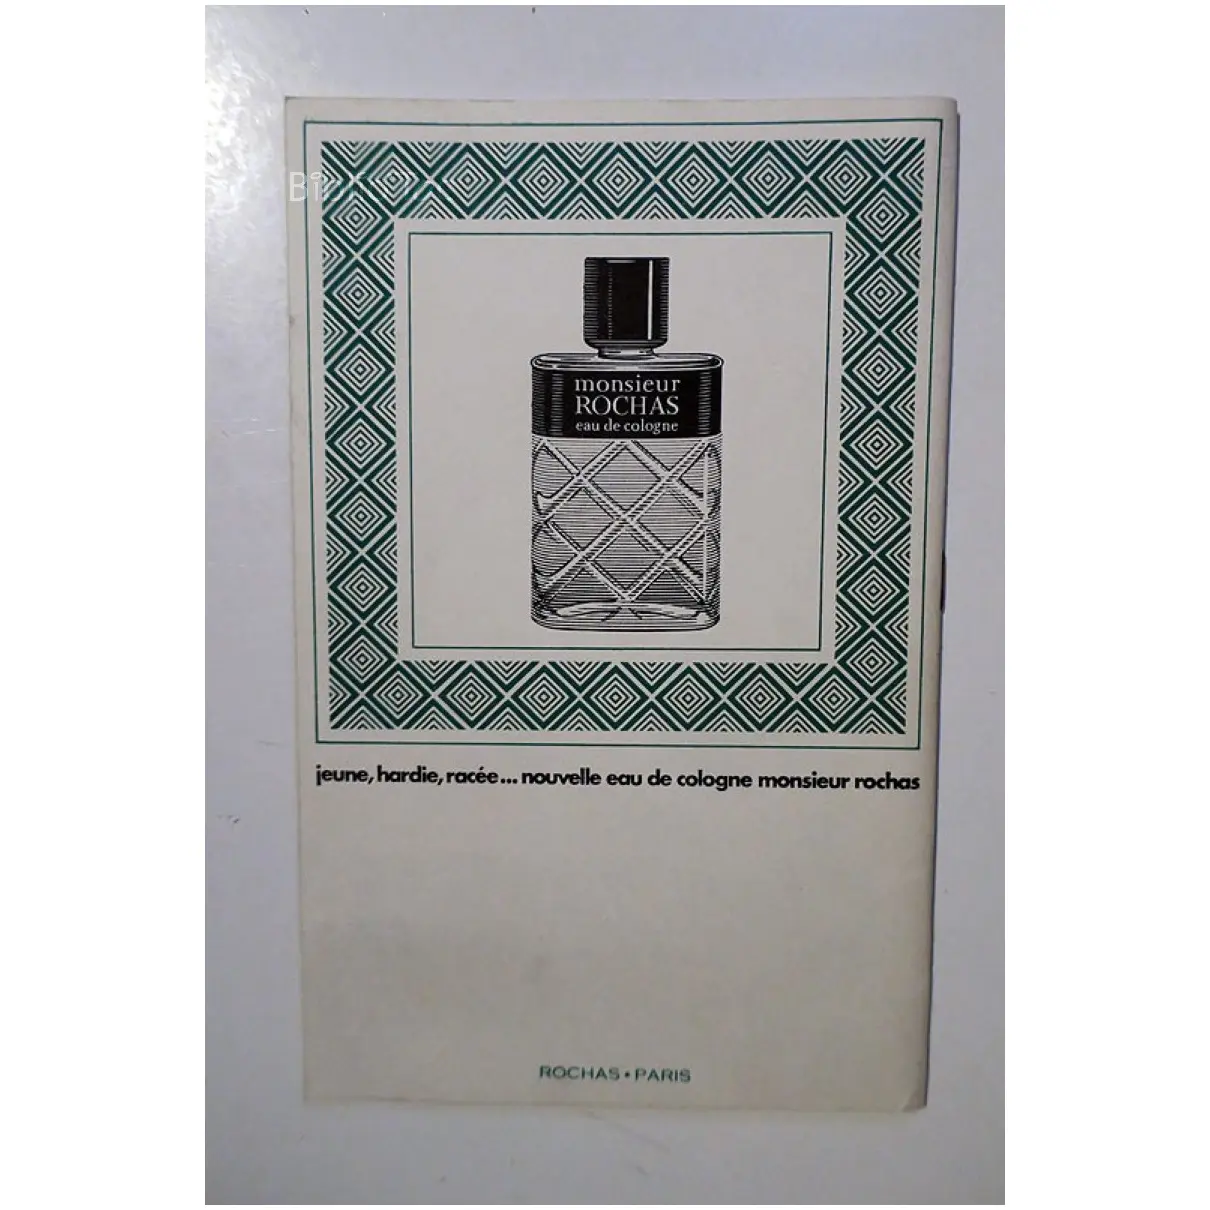 monsieur
ROCHAS
eau de cologne
jeune, hardie, racée... nouvelle eau de cologne monsieur rochas
ROCHAS • PARIS